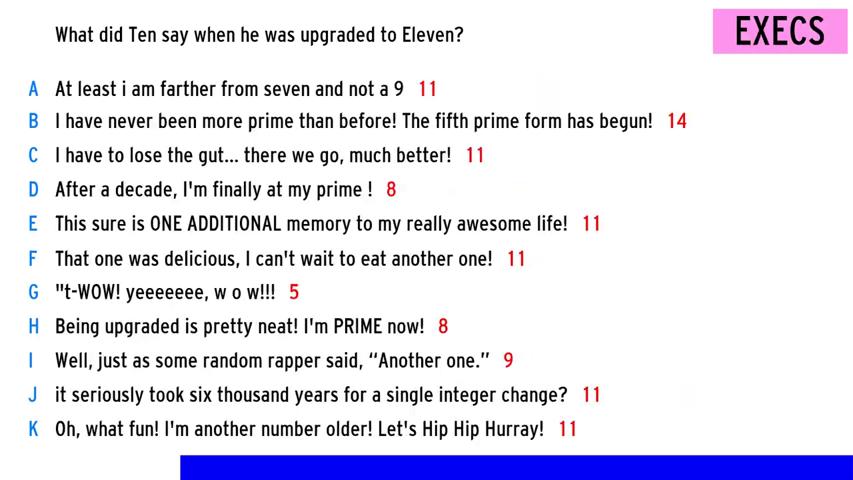 What did Ten say when he was upgraded to Eleven?
EXECS
A At least i am farther from seven and not a 9 11
B I have never been more prime than before! The fifth prime form has begun! 14
C I have to lose the gut... there we go, much better! 11
D After a decade, I'm finally at my prime ! 8
E This sure is ONE ADDITIONAL memory to my really awesome life! 11
F That one was delicious, I can't wait to eat another one! 11
G "t-WOW! yeeeeeee, w o w!!! 5
H Being upgraded is pretty neat! I'm PRIME now! 8
I Well, just as some random rapper said, “Another one.” 9
J it seriously took six thousand years for a single integer change? 11
K Oh, what fun! I'm another number older! Let's Hip Hip Hurray! 11